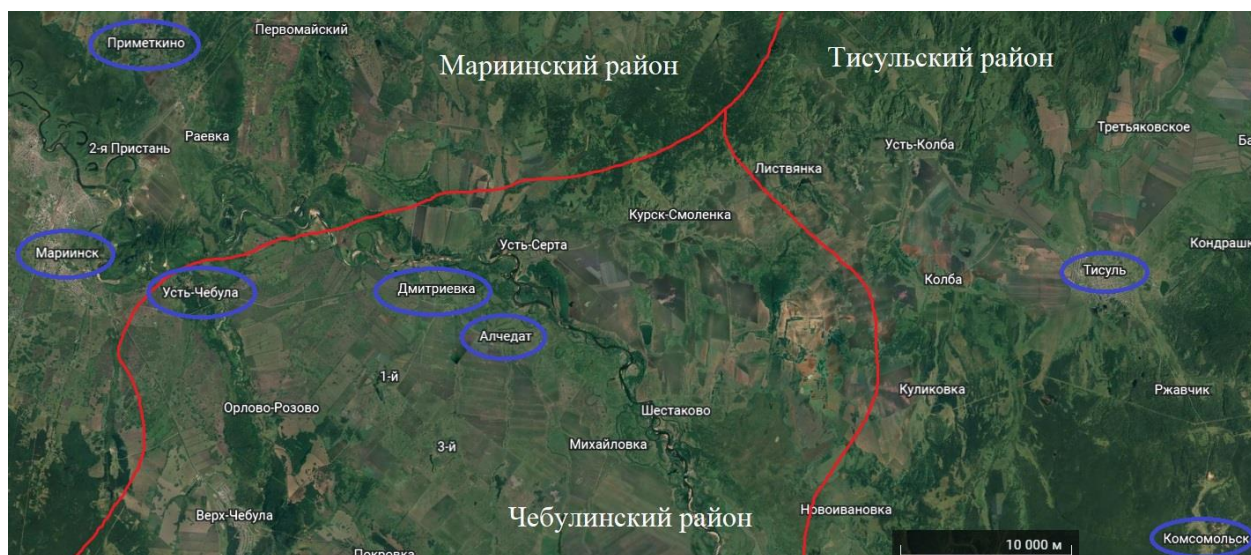 Приметкино
Первомайский
Мариинский район
Тисульский район
2-я Пристань
Раевка
Третьяковское
Ба
Усть-Колба
Листвянка
Курск-Смоленка
Мариинск
Усть-Серта
Кондрашк
Тисуль
Колба
Усть-Чебула
Дмитриевка
Алчедат
1-й
Куликовка
Ржавчик
Орлово-Розово
Шестаково
3-й
Михайловка
Верх-Чебула
Чебулинский район
Новоивановка
Покровка
10 000 м
Комсомольск